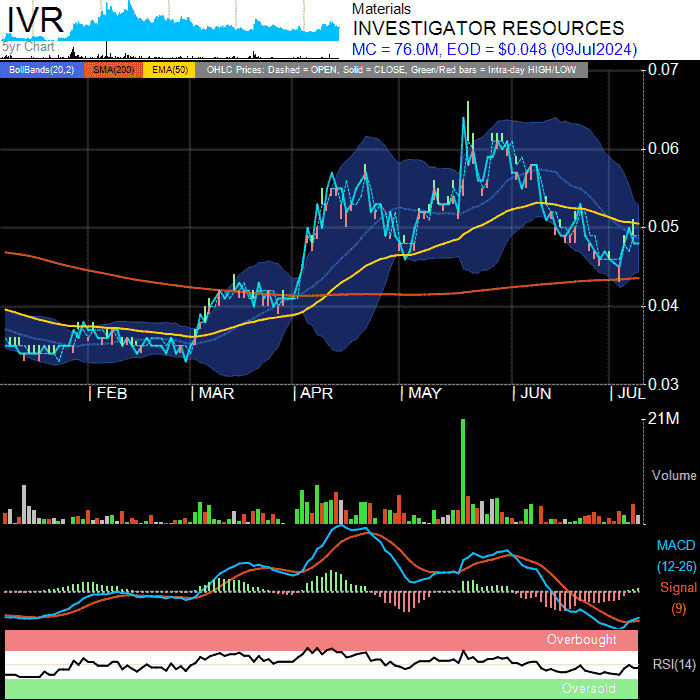 IVR
5yr Chart
Materials
INVESTIGATOR RESOURCES
MC = 76.0M, EOD = $0.048 (09Jul2024)
BollBands(20,2) SMA(200) EMA(50) OHLC Prices: Dashed = OPEN, Solid = CLOSE, Green/Red bars = Intra-day HIGH/LOW
0.07
0.06
0.05
0.04
0.03
| FEB | MAR | APR | MAY | JUN | JUL
21M
Volume
MACD
(12-26)
Signal
(9)
Overbought
RSI(14)
Oversold